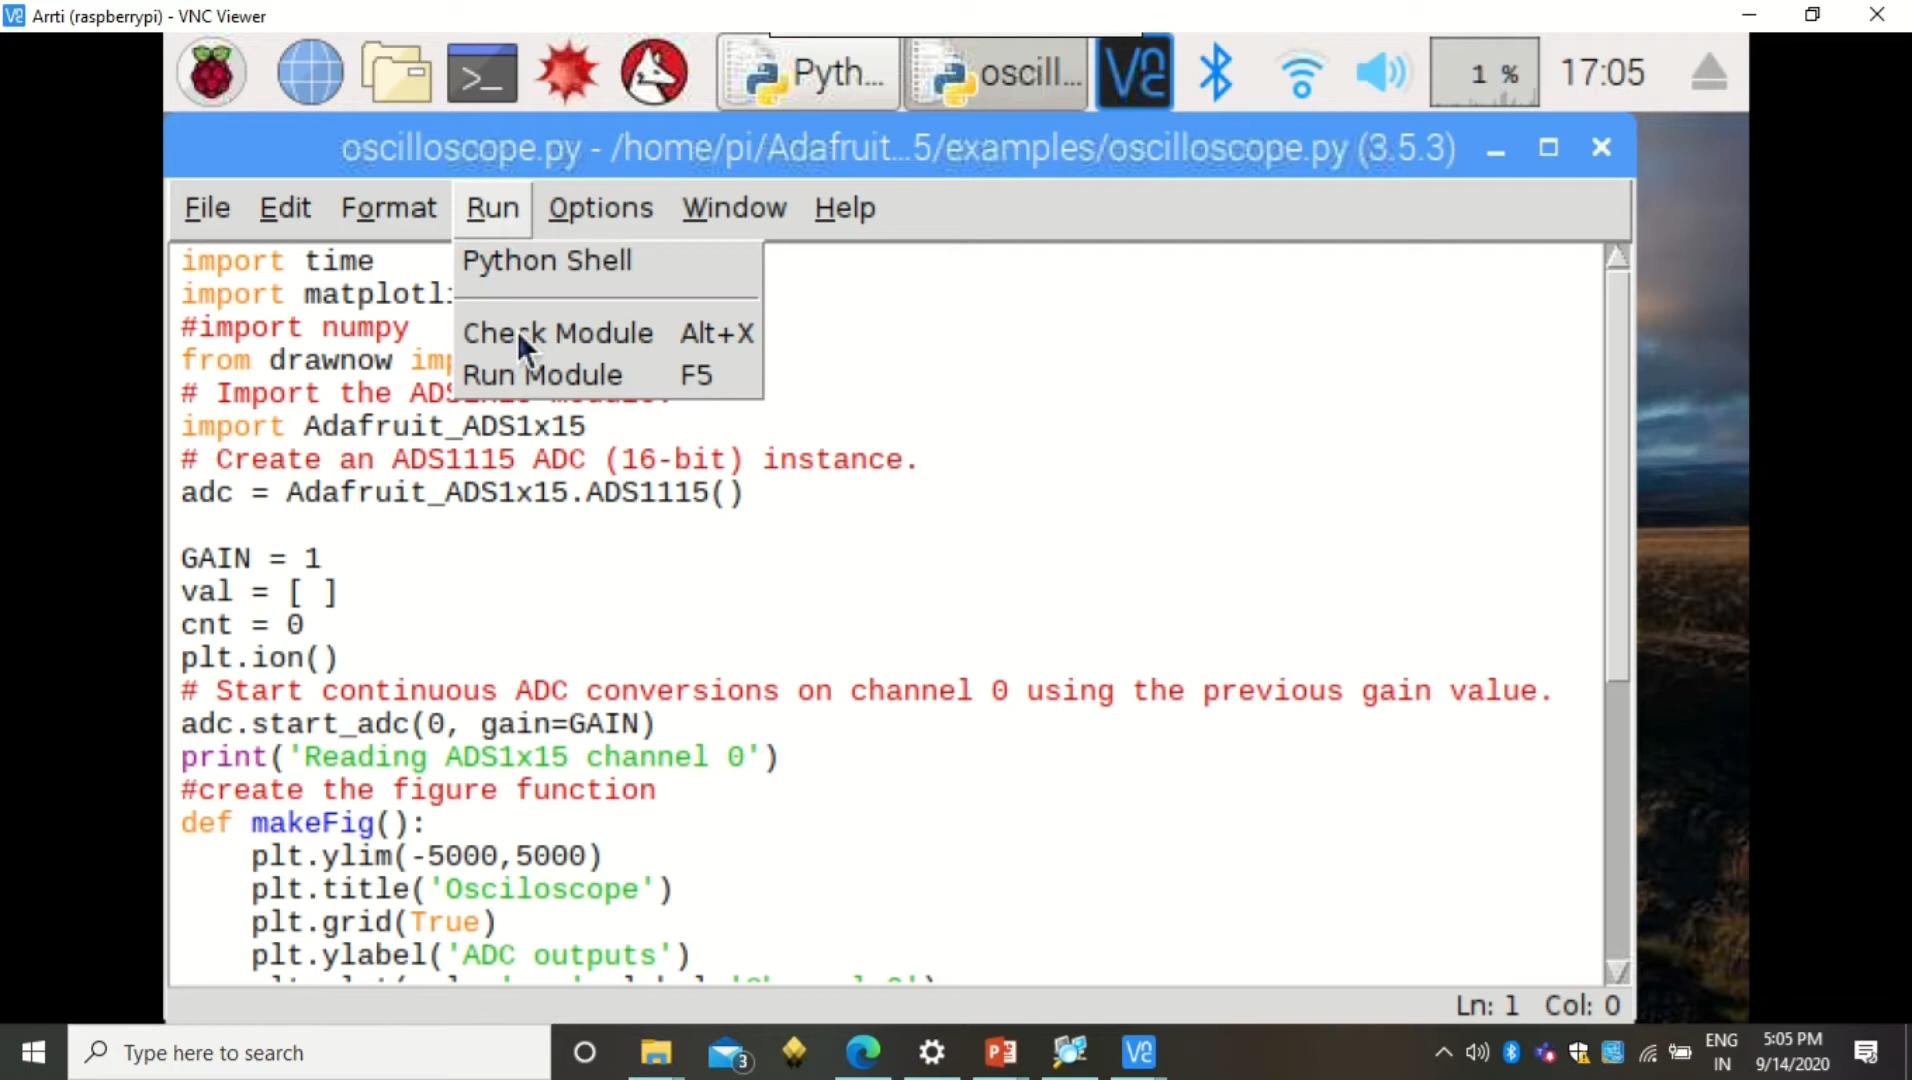 Arrti (raspberrypi) - VNC Viewer
Pyth... oscill... 1 % 17:05
oscilloscope.py - /home/pi/Adafruit...5/examples/oscilloscope.py (3.5.3)
File Edit Format Run Options Window Help
Python Shell
Check Module Alt+X
Run Module F5
import time
import matplotl
#import numpy
from drawnow
# Import the
import Adafruit_ADS1x15
# Create an ADS1115 ADC (16-bit) instance.
adc = Adafruit_ADS1x15.ADS1115()
GAIN = 1
val = [ ]
cnt = 0
plt.ion()
# Start continuous ADC conversions on channel 0 using the previous gain value.
adc.start_adc(0, gain=GAIN)
print('Reading ADS1x15 channel 0')
#create the figure function
def makeFig():
    plt.ylim(-5000,5000)
    plt.title('Osciloscope')
    plt.grid(True)
    plt.ylabel('ADC outputs')
Ln: 1 Col: 0
Type here to search
3
ENG
IN
5:05 PM
9/14/2020